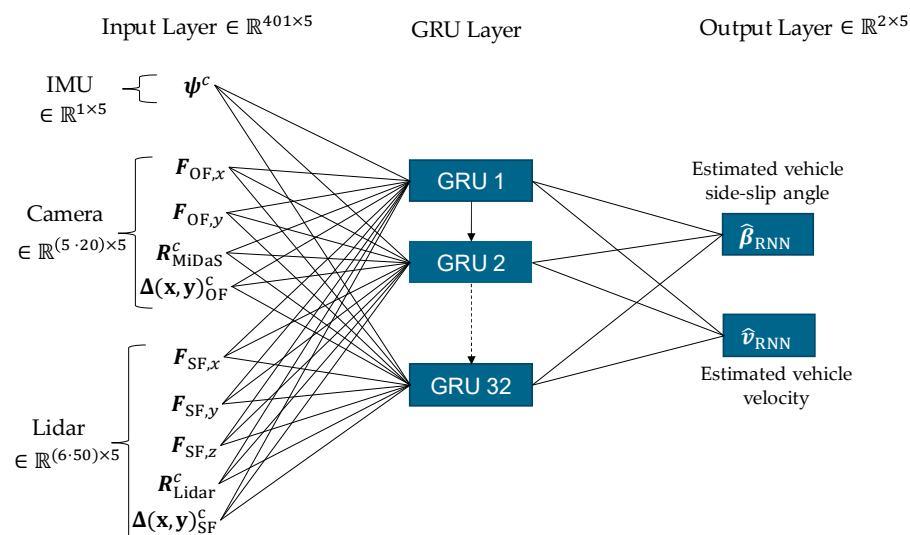 Input Layer ∈ ℝ^{401×5}
GRU Layer
Output Layer ∈ ℝ^{2×5}
IMU
∈ ℝ^{1×5}
ψ^c
Camera
∈ ℝ^{(5·20)×5}
F_{OF,x}
F_{OF,y}
R^c_{MiDaS}
Δ(x,y)^c_{OF}
Lidar
∈ ℝ^{(6·50)×5}
F_{SF,x}
F_{SF,y}
F_{SF,z}
R^c_{Lidar}
Δ(x,y)^c_{SF}
GRU 1
GRU 2
GRU 32
Estimated vehicle
side-slip angle
β̂_{RNN}
v̂_{RNN}
Estimated vehicle
velocity